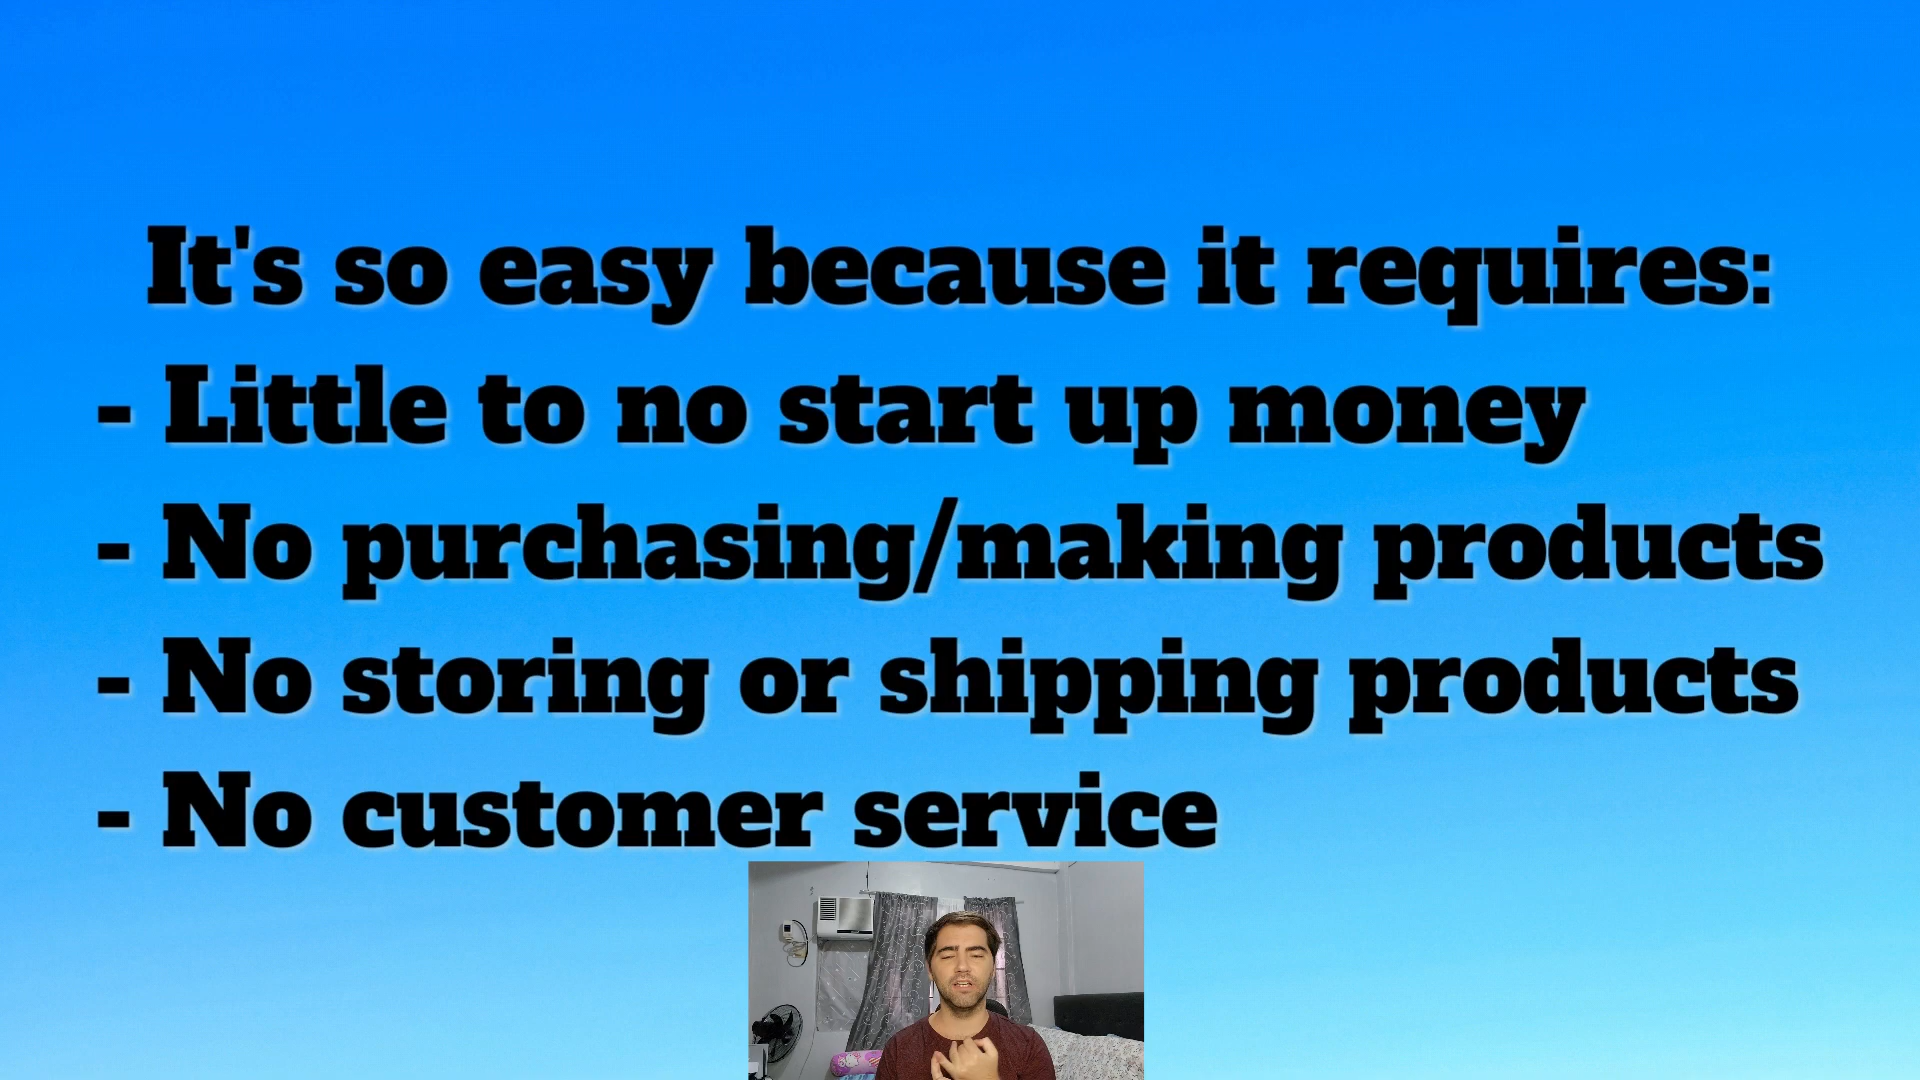 It's so easy because it requires:
- Little to no start up money
- No purchasing/making products
- No storing or shipping products
- No customer service